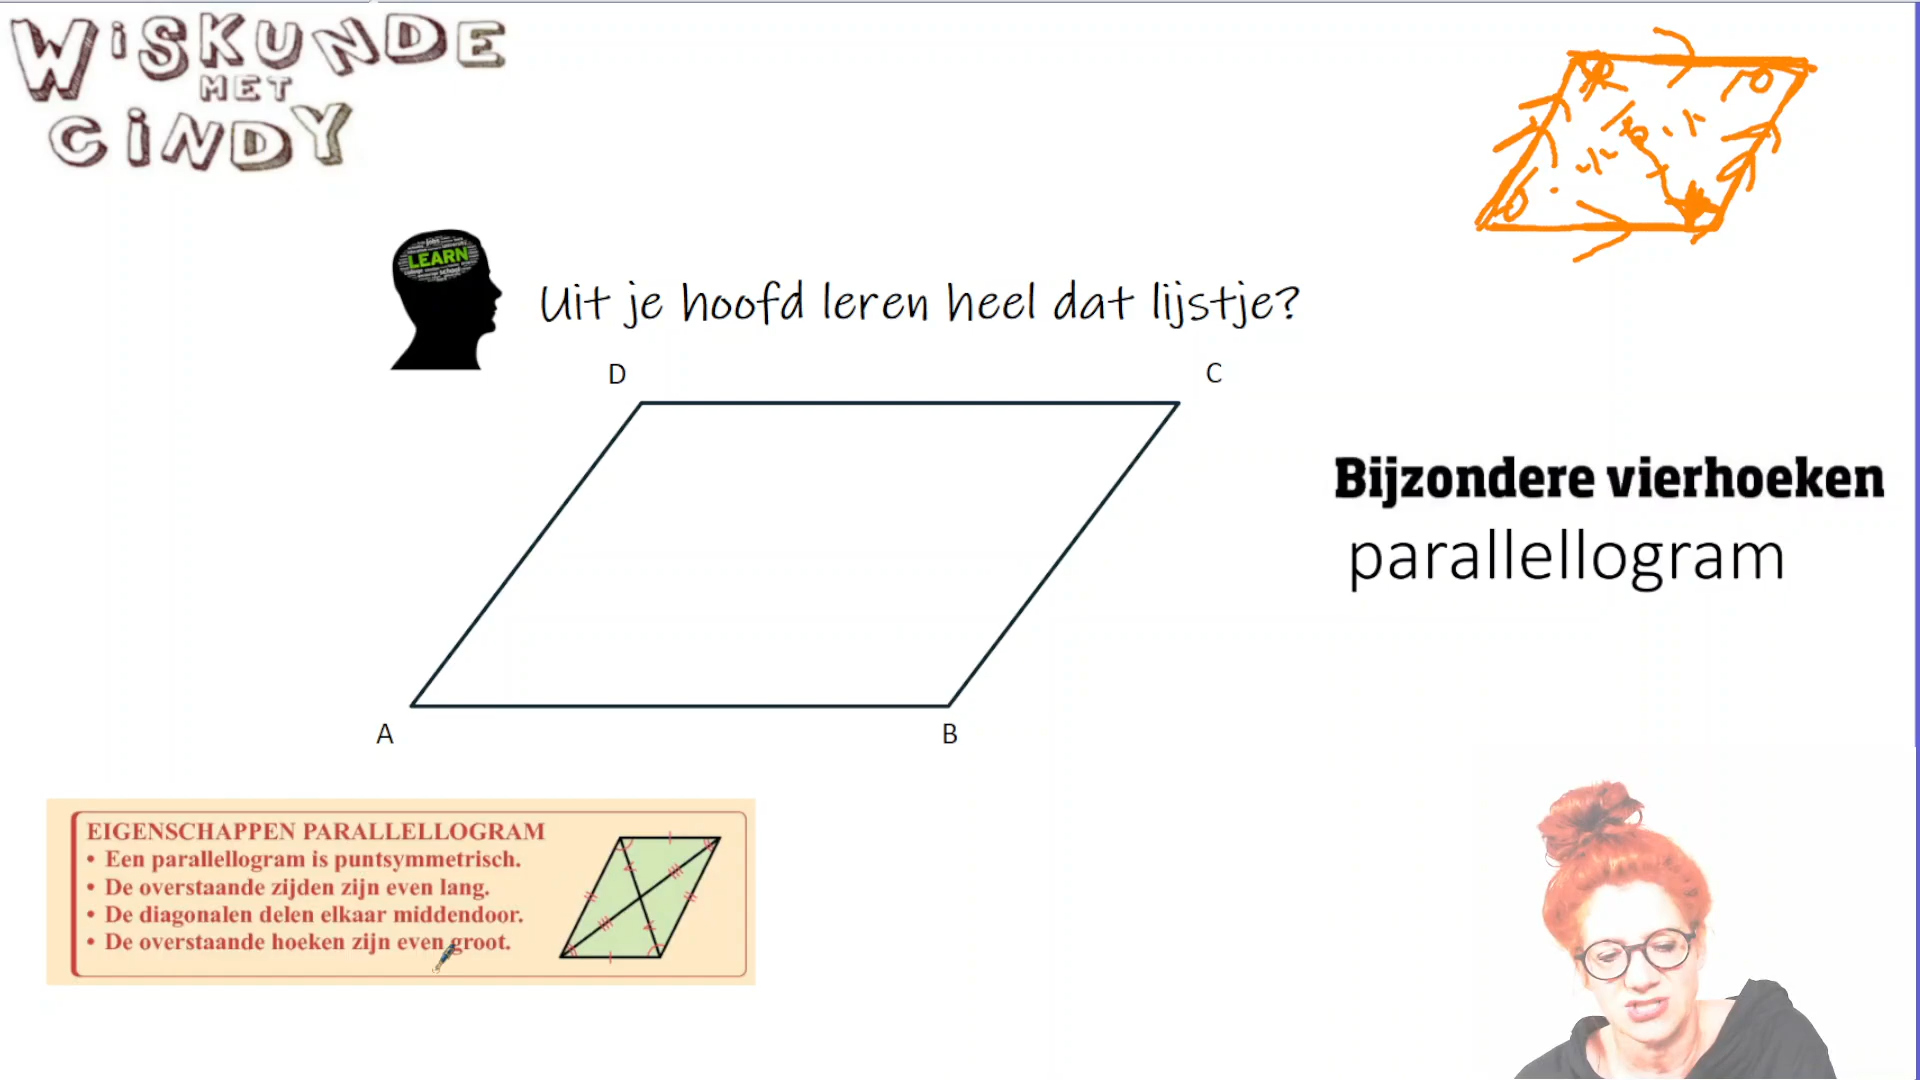 WiSKUNDE
MET
CiNDY
LEARN
Uit je hoofd leren heel dat lijstje?
D
C
Bijzondere vierhoeken
parallellogram
A
B
EIGENSCHAPPEN PARALLELLOGRAM
• Een parallellogram is puntsymmetrisch.
• De overstaande zijden zijn even lang.
• De diagonalen delen elkaar middendoor.
• De overstaande hoeken zijn even groot.